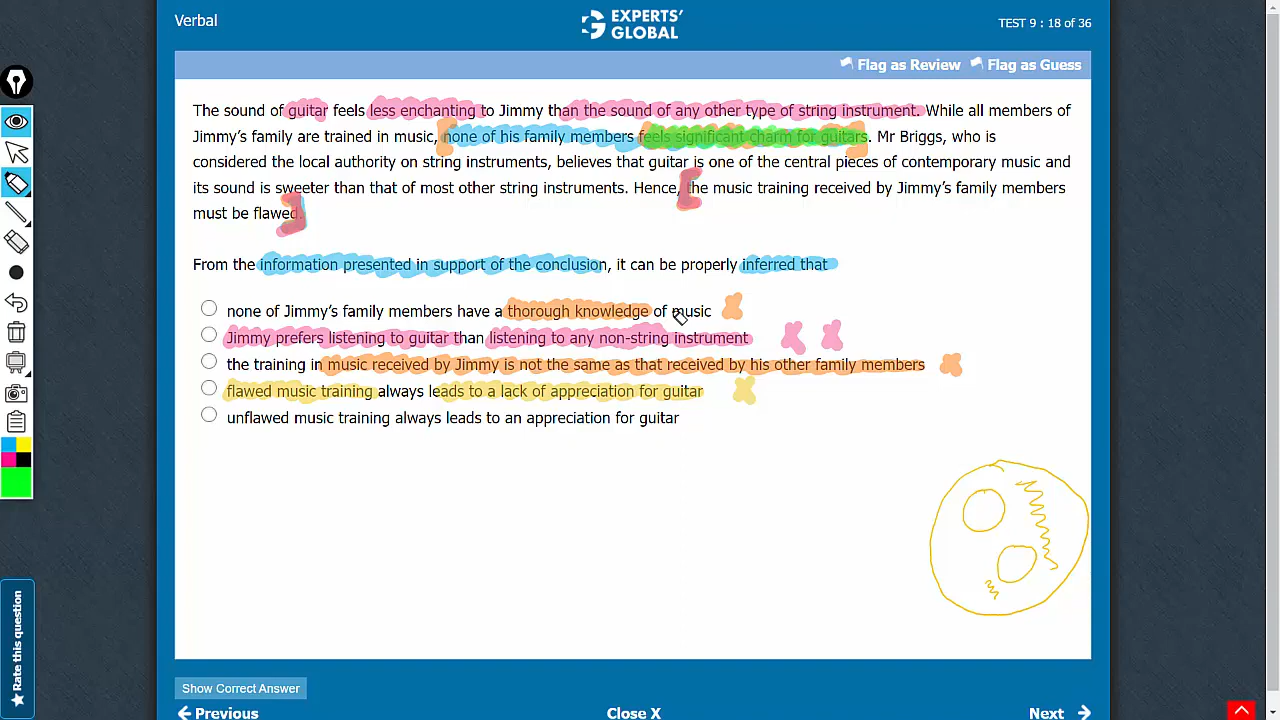 Verbal
EXPERTS'
GLOBAL
TEST 9 : 18 of 36
Flag as Review
Flag as Guess
The sound of guitar feels less enchanting to Jimmy than the sound of any other type of string instrument. While all members of
Jimmy's family are trained in music, none of his family members feels significant charm for guitars. Mr Briggs, who is
considered the local authority on string instruments, believes that guitar is one of the central pieces of contemporary music and
its sound is sweeter than that of most other string instruments. Hence, the music training received by Jimmy's family members
must be flawed.
From the information presented in support of the conclusion, it can be properly inferred that
none of Jimmy's family members have a thorough knowledge of music
Jimmy prefers listening to guitar than listening to any non-string instrument
the training in music received by Jimmy is not the same as that received by his other family members
flawed music training always leads to a lack of appreciation for guitar
unflawed music training always leads to an appreciation for guitar
Rate this question
Show Correct Answer
Previous
Close X
Next